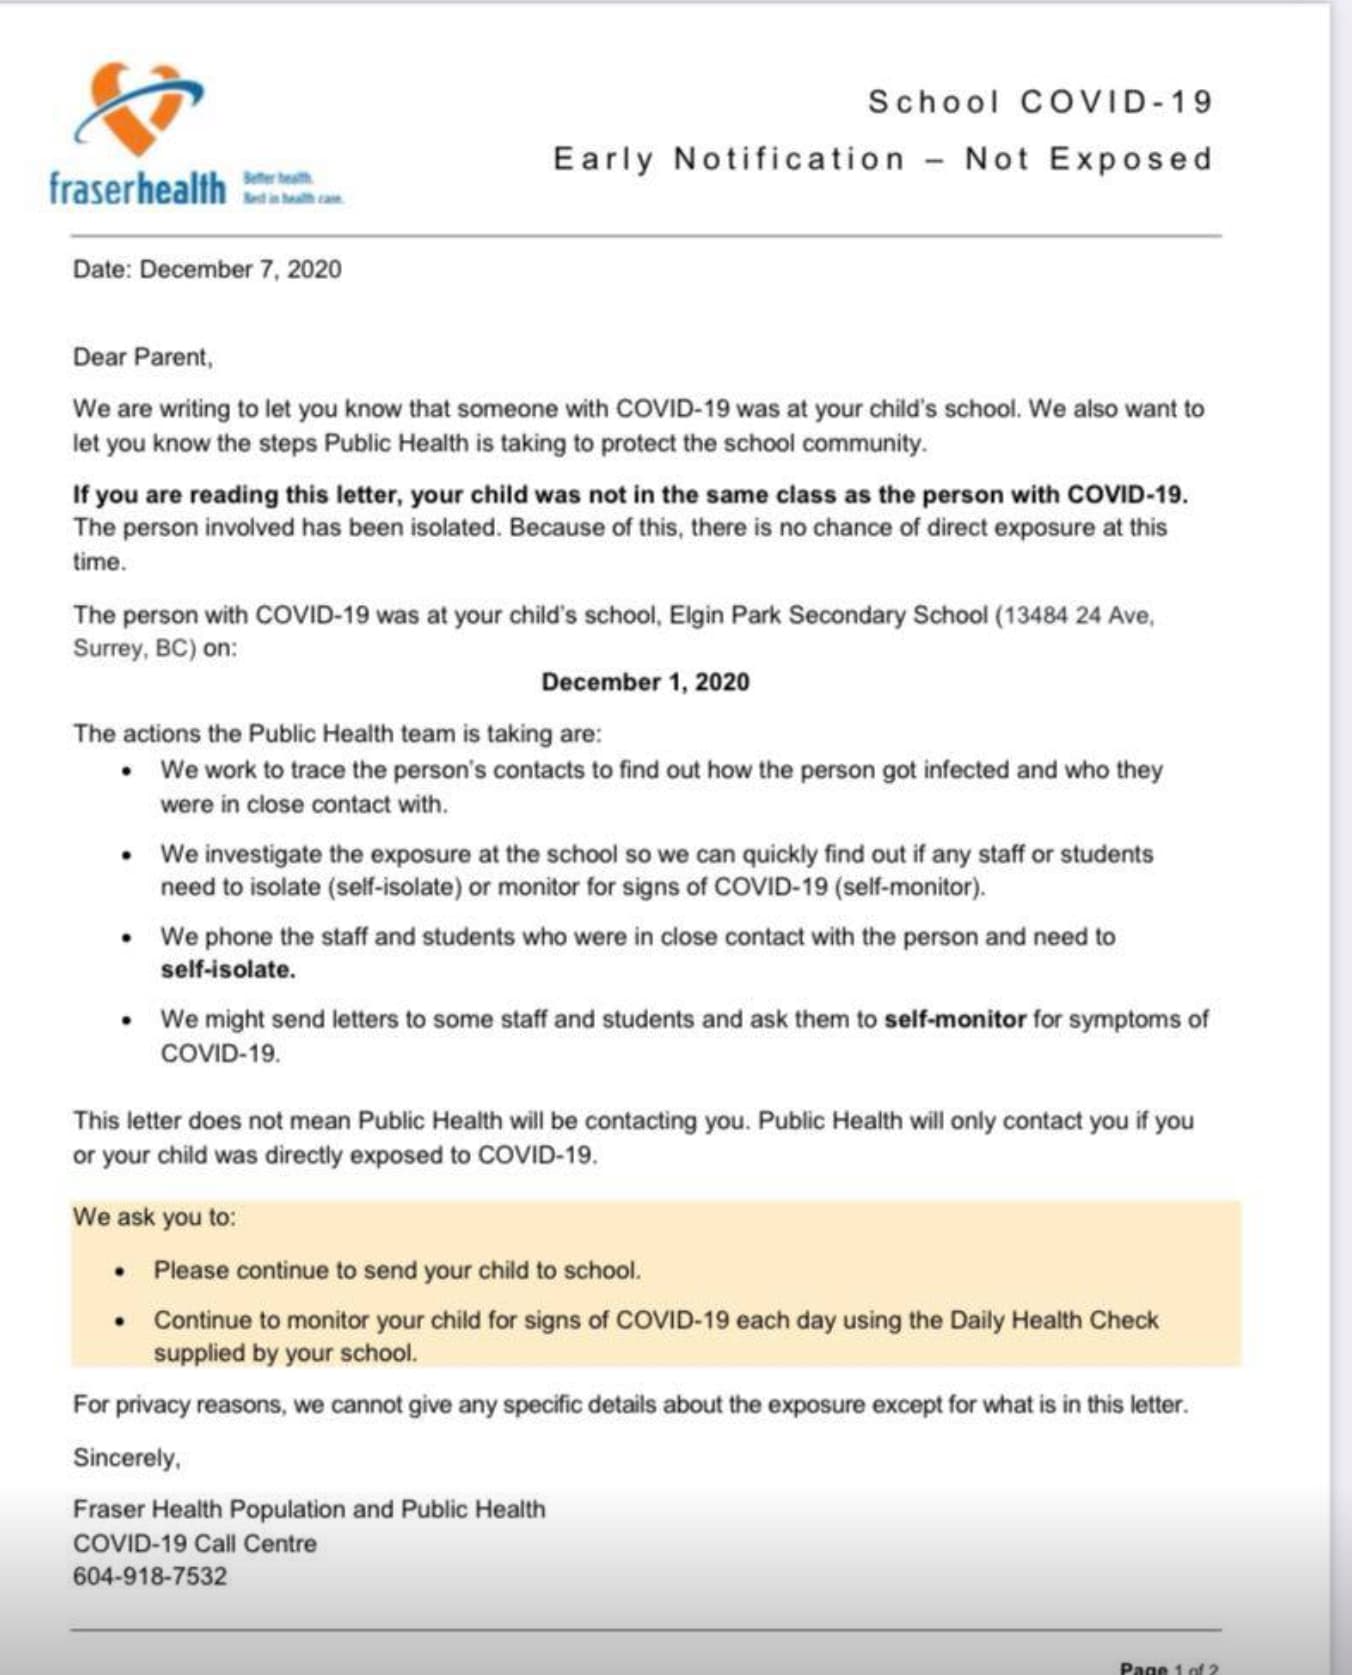 School COVID-19
Early Notification – Not Exposed
fraserhealth
Better health.
Best in health care.
Date: December 7, 2020
Dear Parent,
We are writing to let you know that someone with COVID-19 was at your child's school. We also want to
let you know the steps Public Health is taking to protect the school community.
If you are reading this letter, your child was not in the same class as the person with COVID-19.
The person involved has been isolated. Because of this, there is no chance of direct exposure at this
time.
The person with COVID-19 was at your child's school, Elgin Park Secondary School (13484 24 Ave,
Surrey, BC) on:
December 1, 2020
The actions the Public Health team is taking are:
• We work to trace the person's contacts to find out how the person got infected and who they
were in close contact with.
• We investigate the exposure at the school so we can quickly find out if any staff or students
need to isolate (self-isolate) or monitor for signs of COVID-19 (self-monitor).
• We phone the staff and students who were in close contact with the person and need to
self-isolate.
• We might send letters to some staff and students and ask them to self-monitor for symptoms of
COVID-19.
This letter does not mean Public Health will be contacting you. Public Health will only contact you if you
or your child was directly exposed to COVID-19.
We ask you to:
• Please continue to send your child to school.
• Continue to monitor your child for signs of COVID-19 each day using the Daily Health Check
supplied by your school.
For privacy reasons, we cannot give any specific details about the exposure except for what is in this letter.
Sincerely,
Fraser Health Population and Public Health
COVID-19 Call Centre
604-918-7532
Page 1 of 2